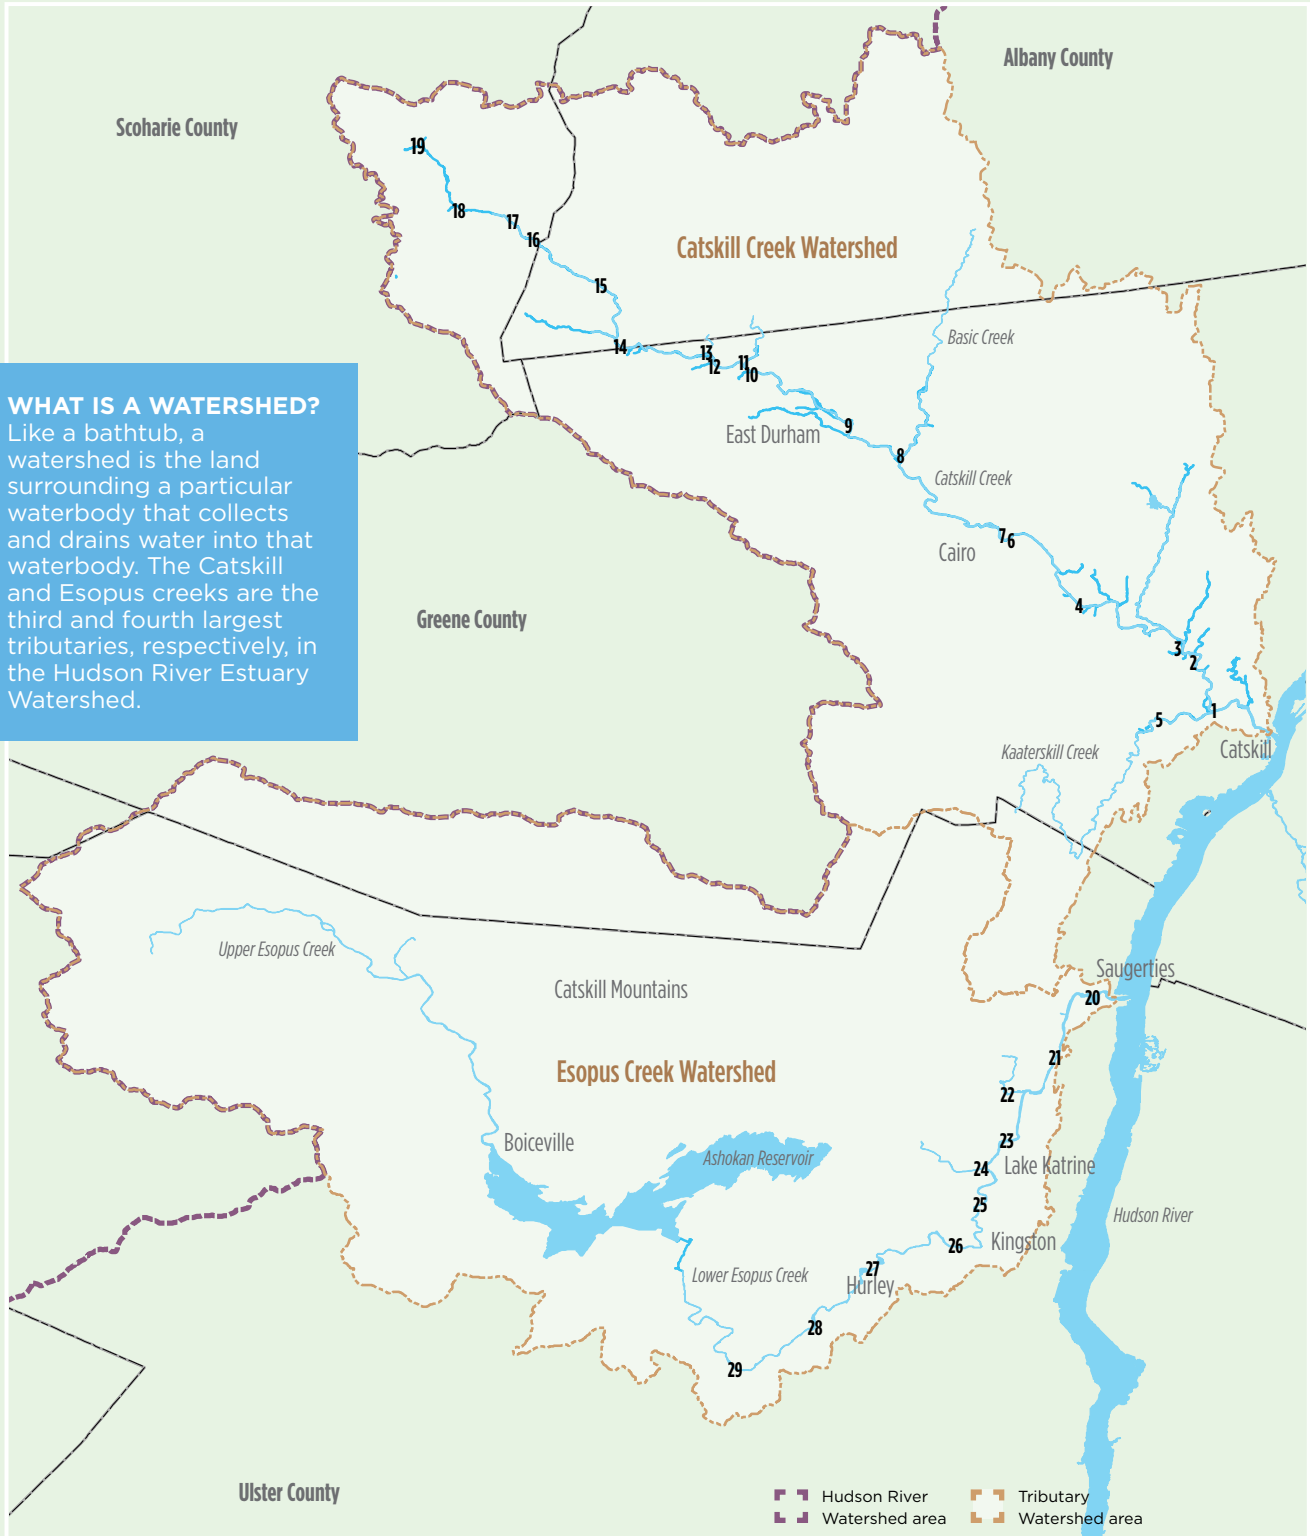 Albany County
Scoharie County
19
18
17
16
Catskill Creek Watershed
15
14
13
12
11
10
Basic Creek
WHAT IS A WATERSHED?
Like a bathtub, a
watershed is the land
surrounding a particular
waterbody that collects
and drains water into that
waterbody. The Catskill
and Esopus creeks are the
third and fourth largest
tributaries, respectively, in
the Hudson River Estuary
Watershed.
East Durham
9
8
Catskill Creek
7
6
Cairo
4
Greene County
3
2
1
5
Kaaterskill Creek
Catskill
Upper Esopus Creek
Catskill Mountains
Saugerties
20
21
Esopus Creek Watershed
22
23
Boiceville
Ashokan Reservoir
24
Lake Katrine
25
Hudson River
26
Kingston
27
Hurley
Lower Esopus Creek
28
29
Ulster County
Hudson River
Watershed area
Tributary
Watershed area